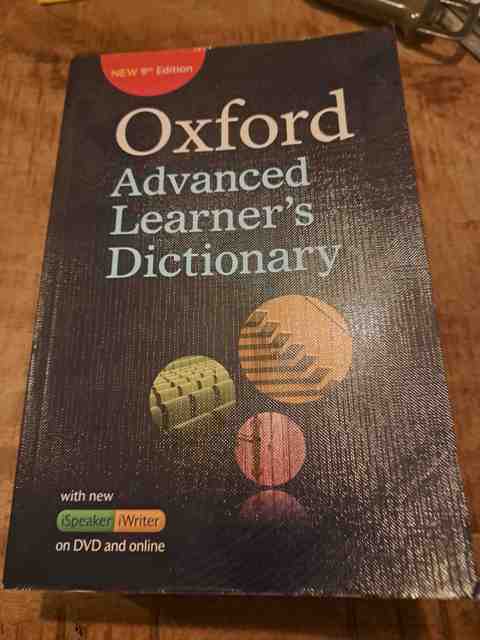 NEW 9th Edition
Oxford
Advanced
Learner's
Dictionary
with new
iSpeaker iWriter
on DVD and online